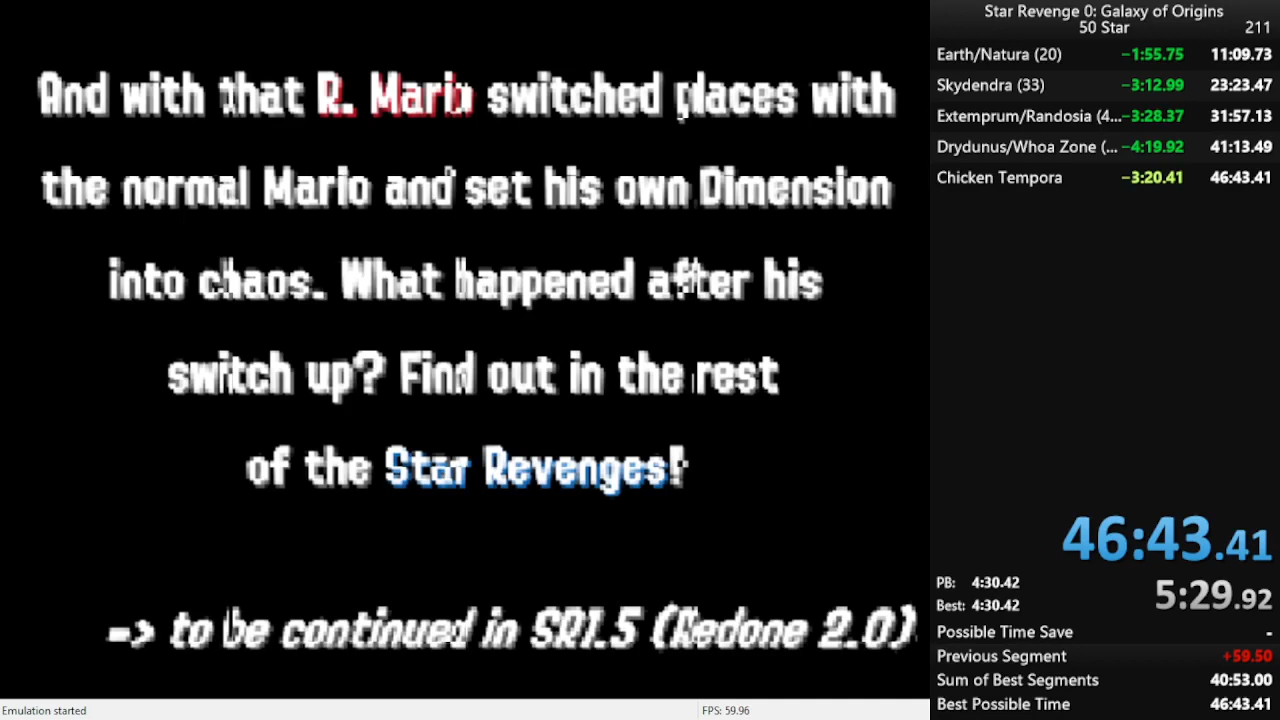 And with that R. Mario switched places with
the normal Mario and set his own Dimension
into chaos. What happened after his
switch up? Find out in the rest
of the Star Revenges!
=> to be continued in SR1.5 (Redone 2.0)
Emulation started
FPS: 59.96
Star Revenge 0: Galaxy of Origins
50 Star 211
Earth/Natura (20) −1:55.75 11:09.73
Skydendra (33) −3:12.99 23:23.47
Extemprum/Randosia (4... −3:28.37 31:57.13
Drydunus/Whoa Zone (... −4:19.92 41:13.49
Chicken Tempora −3:20.41 46:43.41
46:43.41
PB: 4:30.42
Best: 4:30.42
5:29.92
Possible Time Save -
Previous Segment +59.50
Sum of Best Segments 40:53.00
Best Possible Time 46:43.41